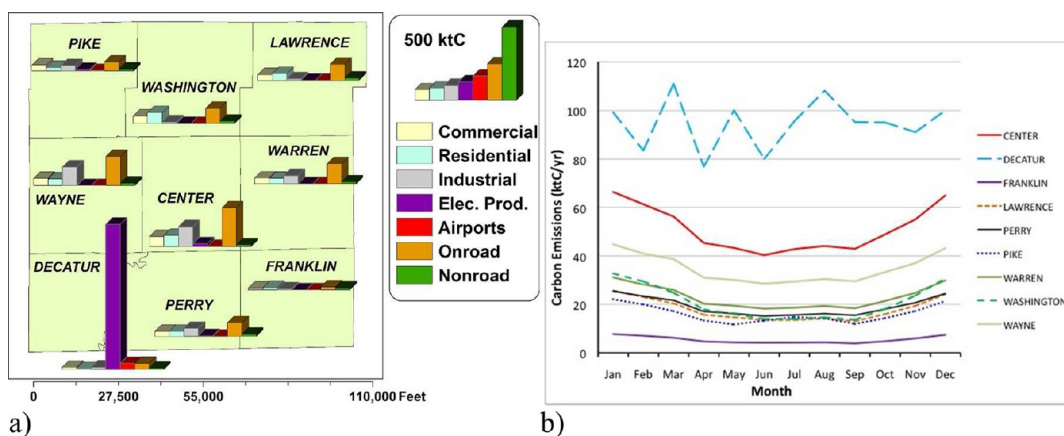 PIKE
LAWRENCE
WASHINGTON
WARREN
WAYNE
CENTER
DECATUR
FRANKLIN
PERRY
0 27,500 55,000 110,000 Feet
500 ktC
Commercial
Residential
Industrial
Elec. Prod.
Airports
Onroad
Nonroad
a)
120
100
80
60
40
20
0
Carbon Emissions (ktC/yr)
Jan Feb Mar Apr May Jun Jul Aug Sep Oct Nov Dec
Month
CENTER
DECATUR
FRANKLIN
LAWRENCE
PERRY
PIKE
WARREN
WASHINGTON
WAYNE
b)